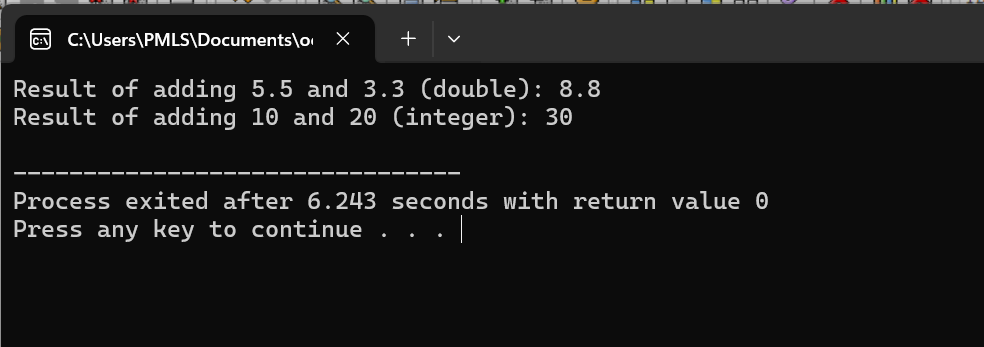 C:\Users\PMLS\Documents\
Result of adding 5.5 and 3.3 (double): 8.8
Result of adding 10 and 20 (integer): 30
--------------------------------
Process exited after 6.243 seconds with return value 0
Press any key to continue . . .